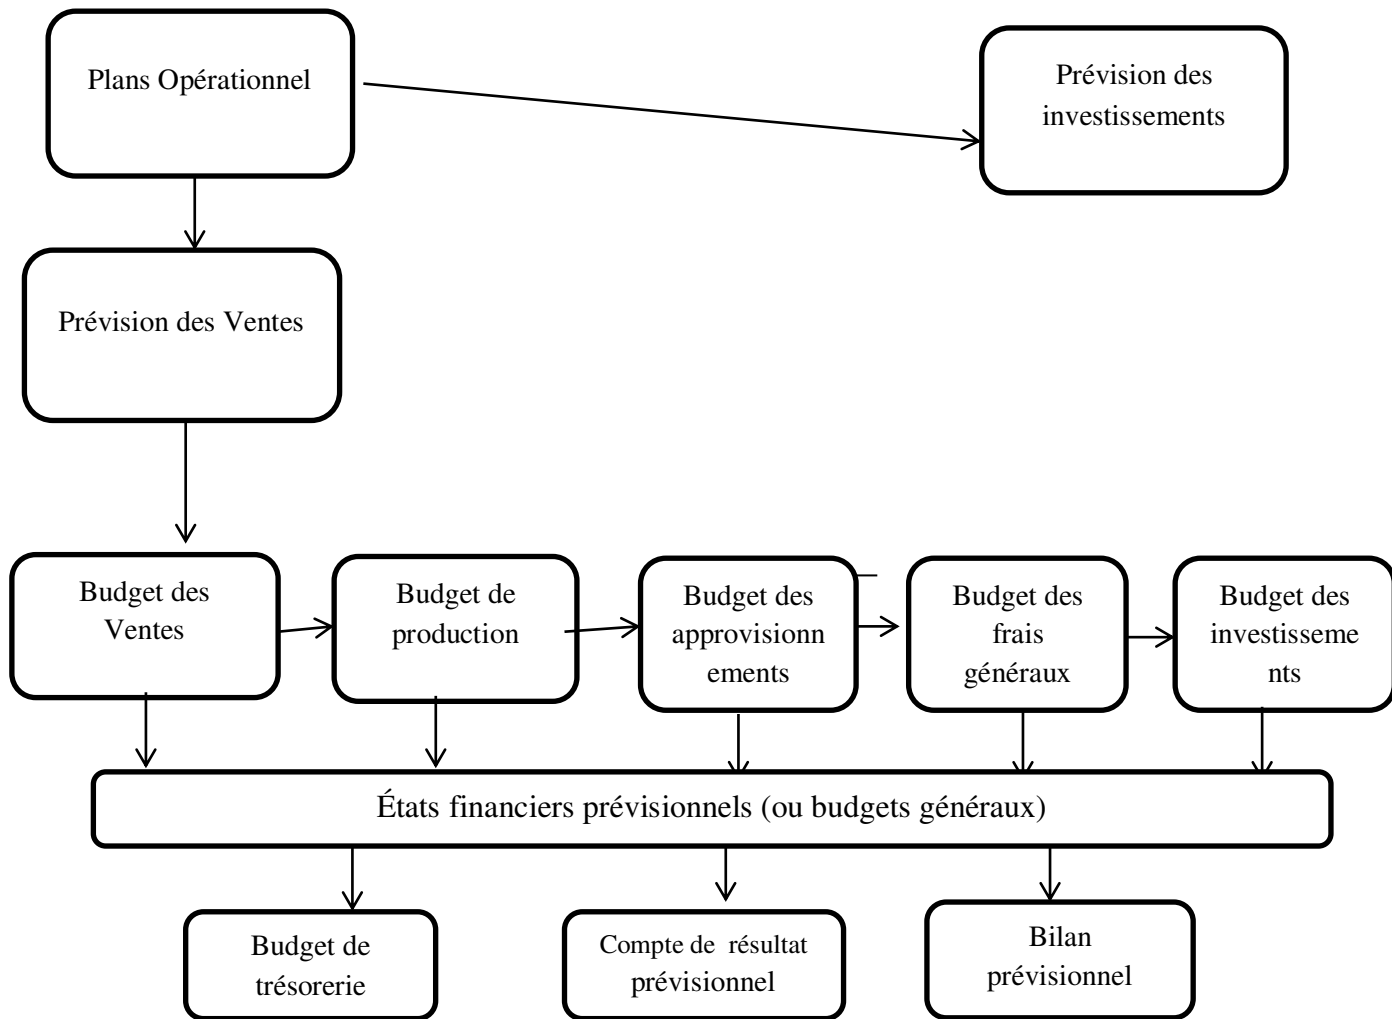 Plans Opérationnel
Prévision des
investissements
Prévision des Ventes
Budget des
Ventes
Budget de
production
Budget des
approvisionn
ements
Budget des
frais
généraux
Budget des
investisseme
nts
États financiers prévisionnels (ou budgets généraux)
Budget de
trésorerie
Compte de résultat
prévisionnel
Bilan
prévisionnel